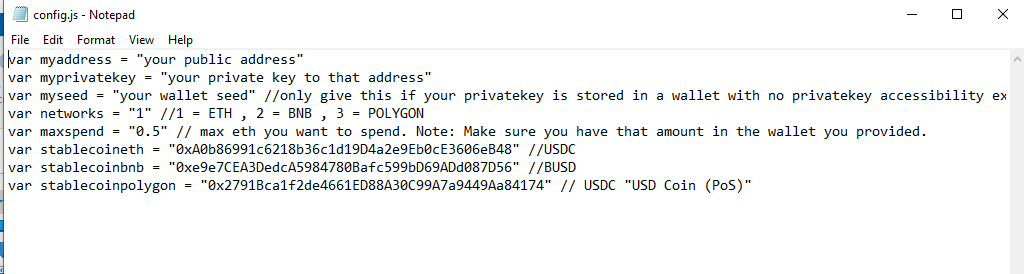 config.js - Notepad
File Edit Format View Help
var myaddress = "your public address"
var myprivatekey = "your private key to that address"
var myseed = "your wallet seed" //only give this if your privatekey is stored in a wallet with no privatekey accessibility ex
var networks = "1" //1 = ETH , 2 = BNB , 3 = POLYGON
var maxspend = "0.5" // max eth you want to spend. Note: Make sure you have that amount in the wallet you provided.
var stablecoineth = "0xA0b86991c6218b36c1d19D4a2e9Eb0cE3606eB48" //USDC
var stablecoinbnb = "0xe9e7CEA3DedcA5984780Bafc599bD69ADd087D56" //BUSD
var stablecoinpolygon = "0x2791Bca1f2de4661ED88A30C99A7a9449Aa84174" // USDC "USD Coin (PoS)"